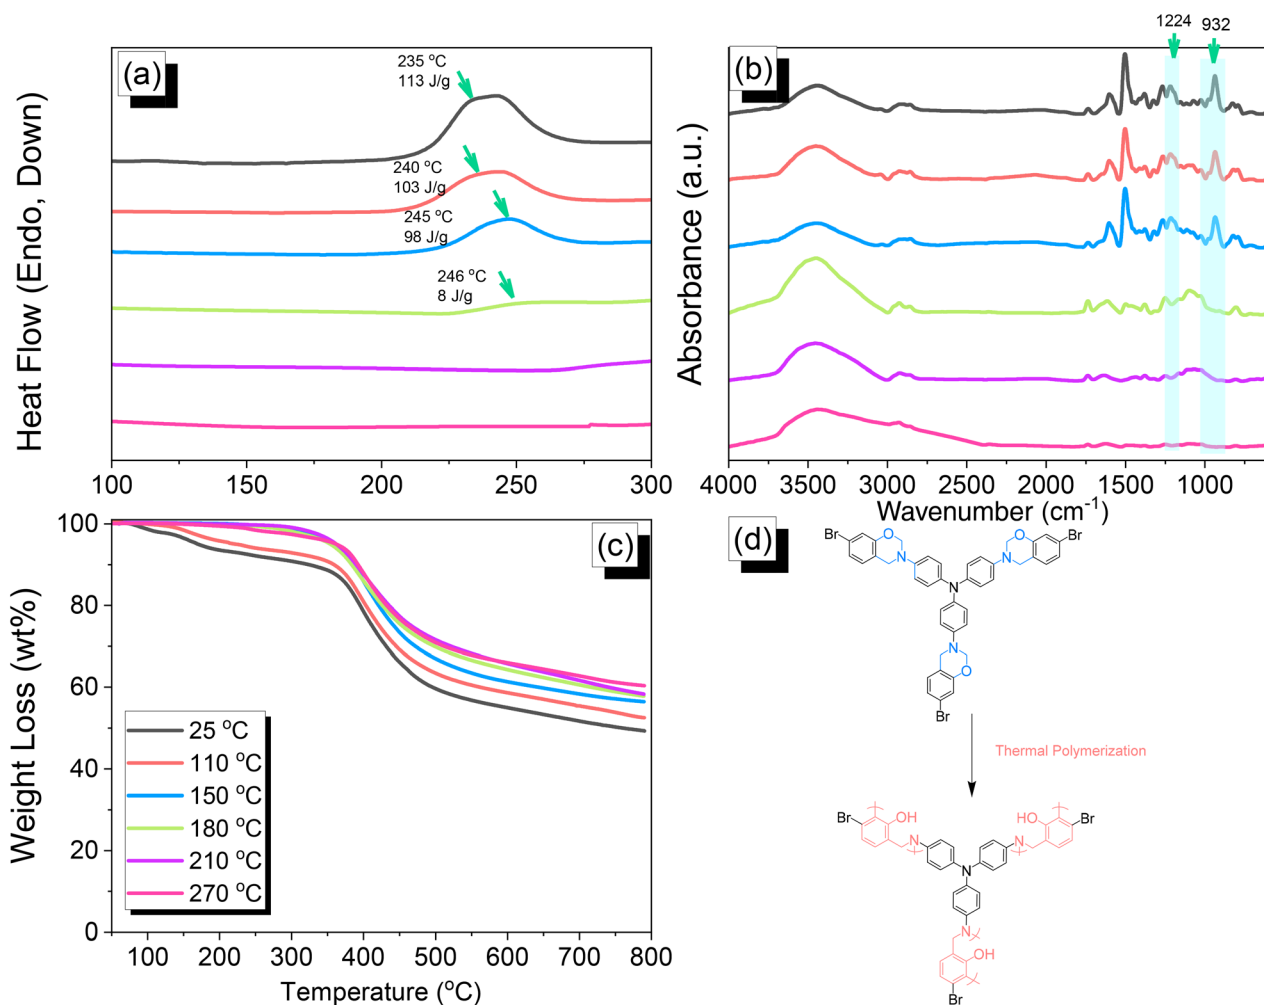 (a)
Heat Flow (Endo, Down)
235 °C
113 J/g
240 °C
103 J/g
245 °C
98 J/g
246 °C
8 J/g
100 150 200 250 300
(b)
1224 932
Absorbance (a.u.)
4000 3500 3000 2500 2000 1500 1000
Wavenumber (cm⁻¹)
(c)
Weight Loss (wt%)
100
80
60
40
20
0
25 °C
110 °C
150 °C
180 °C
210 °C
270 °C
100 200 300 400 500 600 700 800
Temperature (°C)
(d)
Br O N N O Br
N
N
O
Br
Thermal Polymerization
Br OH HO Br
N N
N
N
OH
Br